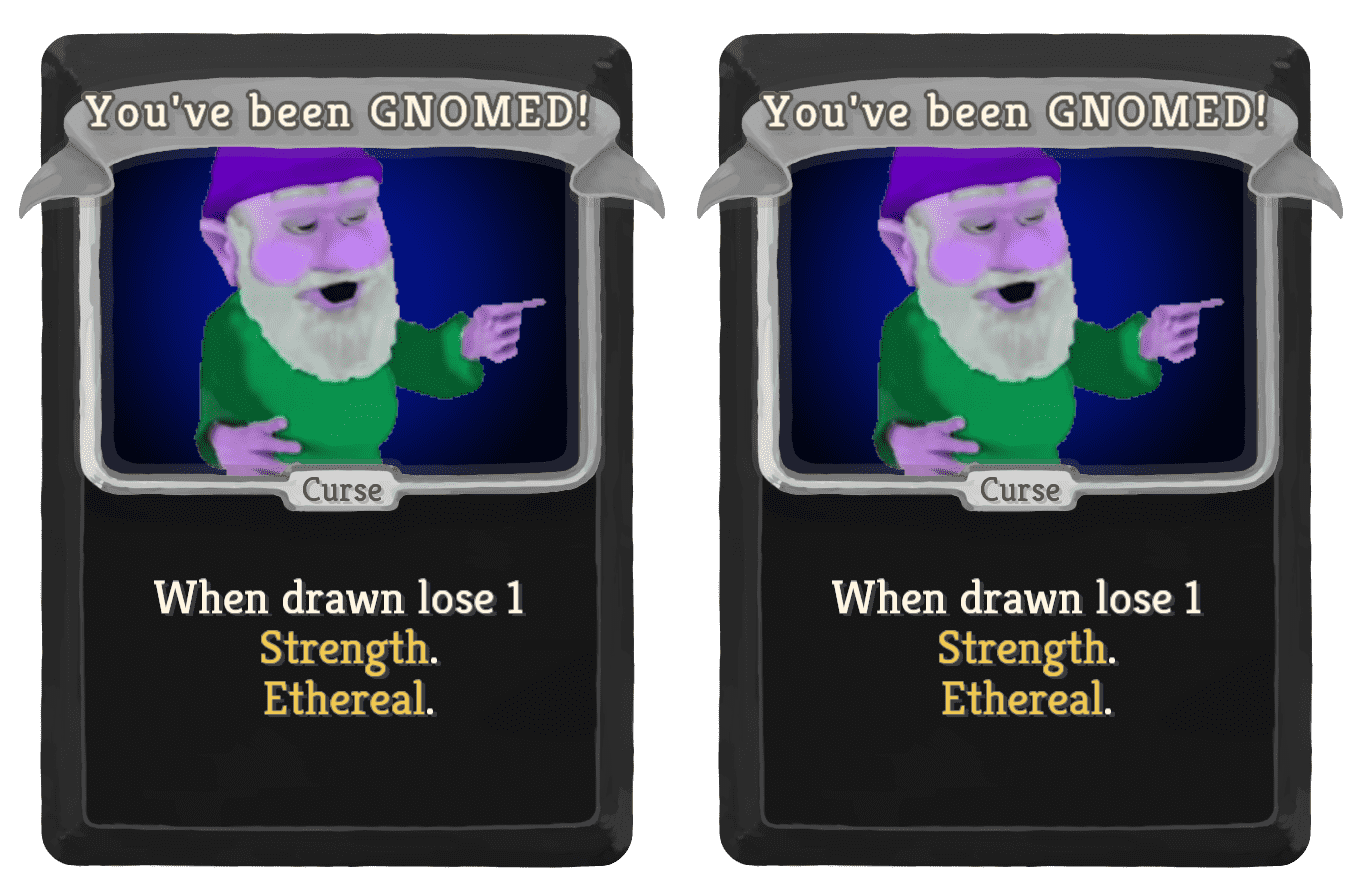 You've been GNOMED!
Curse
When drawn lose 1
Strength.
Ethereal.
You've been GNOMED!
Curse
When drawn lose 1
Strength.
Ethereal.